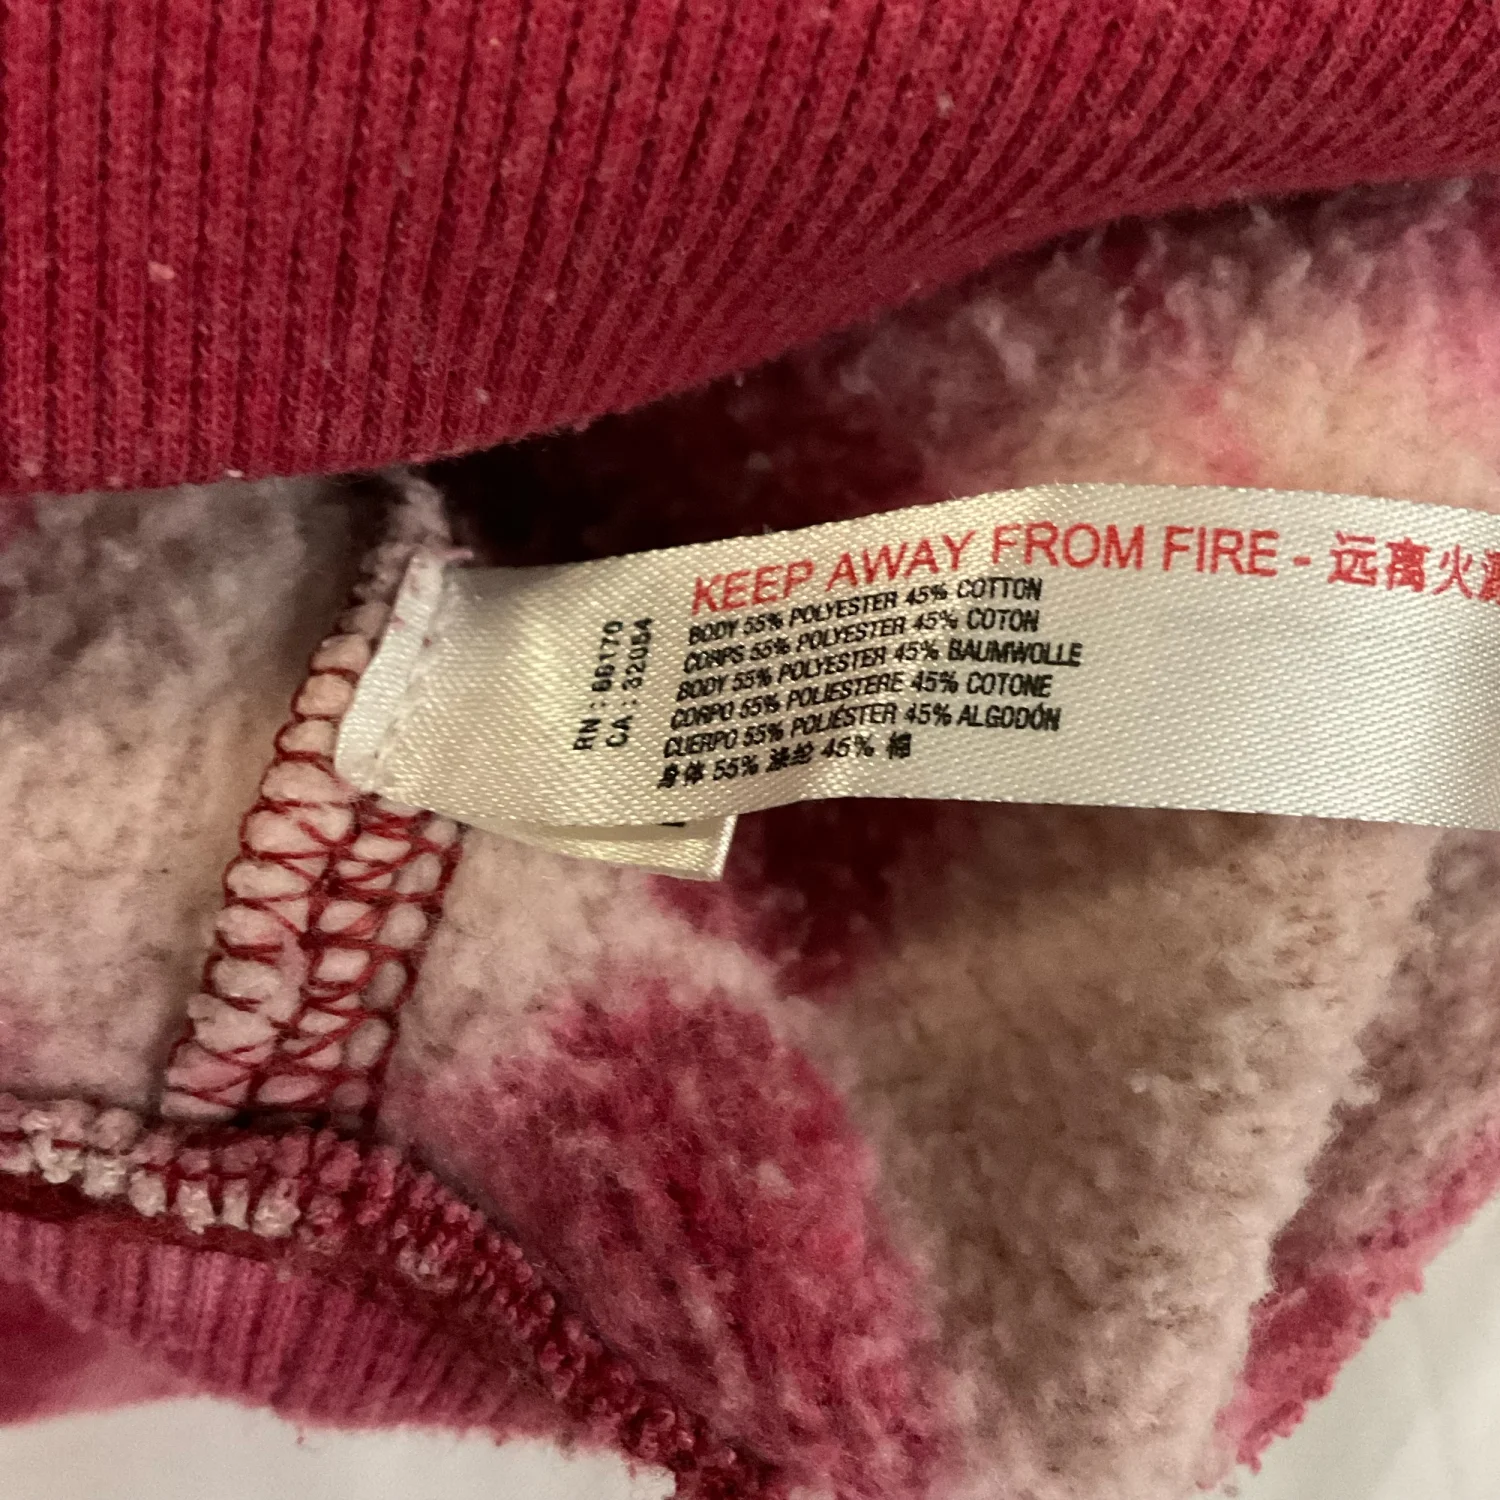 KEEP AWAY FROM FIRE - 远离火源
BODY 55% POLYESTER 45% COTTON
CORPS 55% POLYESTER 45% COTON
BODY 55% POLYESTER 45% BAUMWOLLE
CORPO 55% POLIESTERE 45% COTONE
CUERPO 55% POLIÉSTER 45% ALGODÓN
身体 55% 涤纶 45% 棉
RN : 66170
CA : 32054